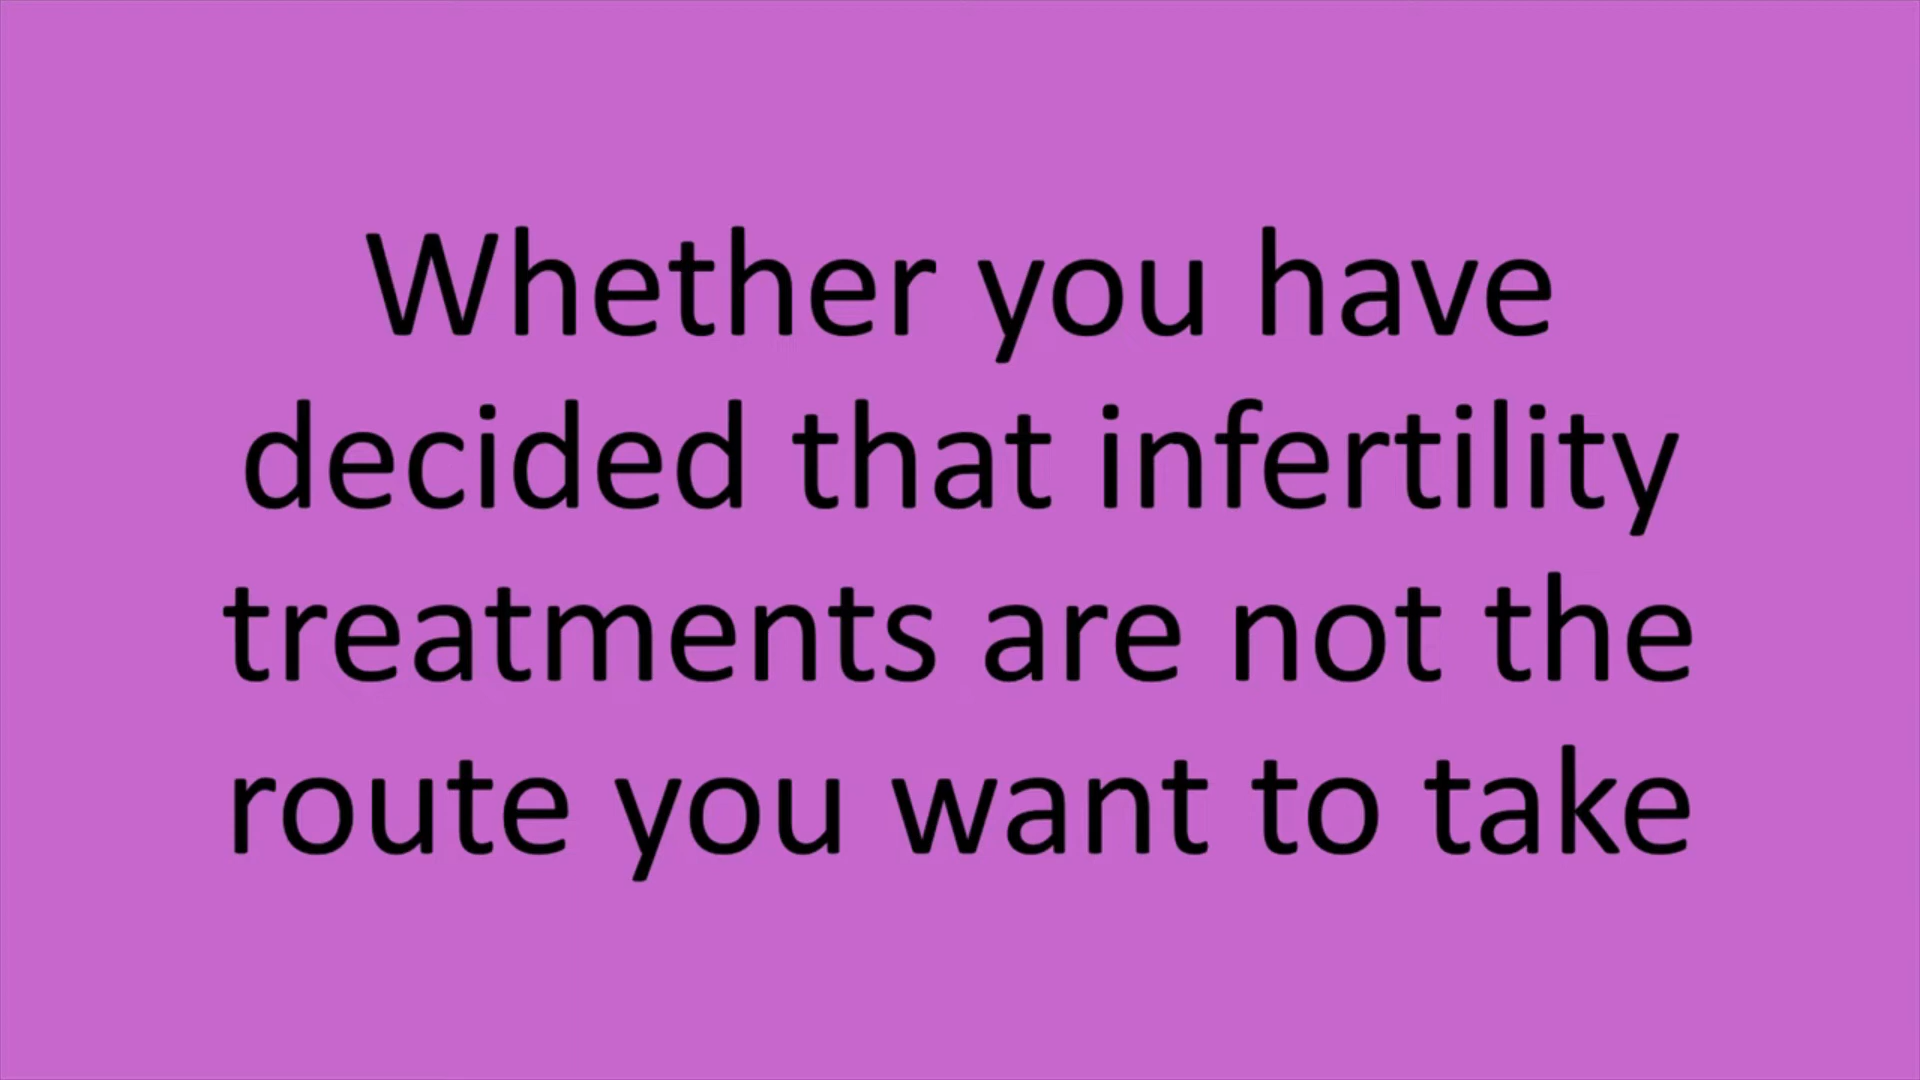 Whether you have
decided that infertility
treatments are not the
route you want to take